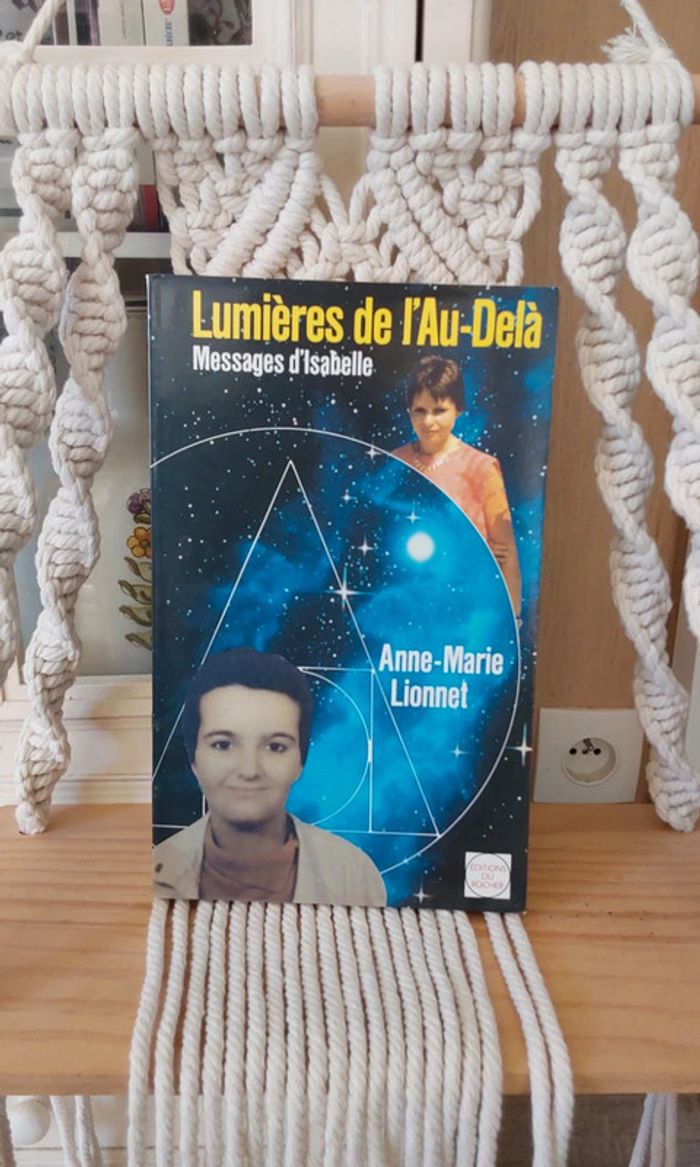 Lumières de l'Au-Delà
Messages d'Isabelle
Anne-Marie
Lionnet
EDITIONS
DU
ROCHER